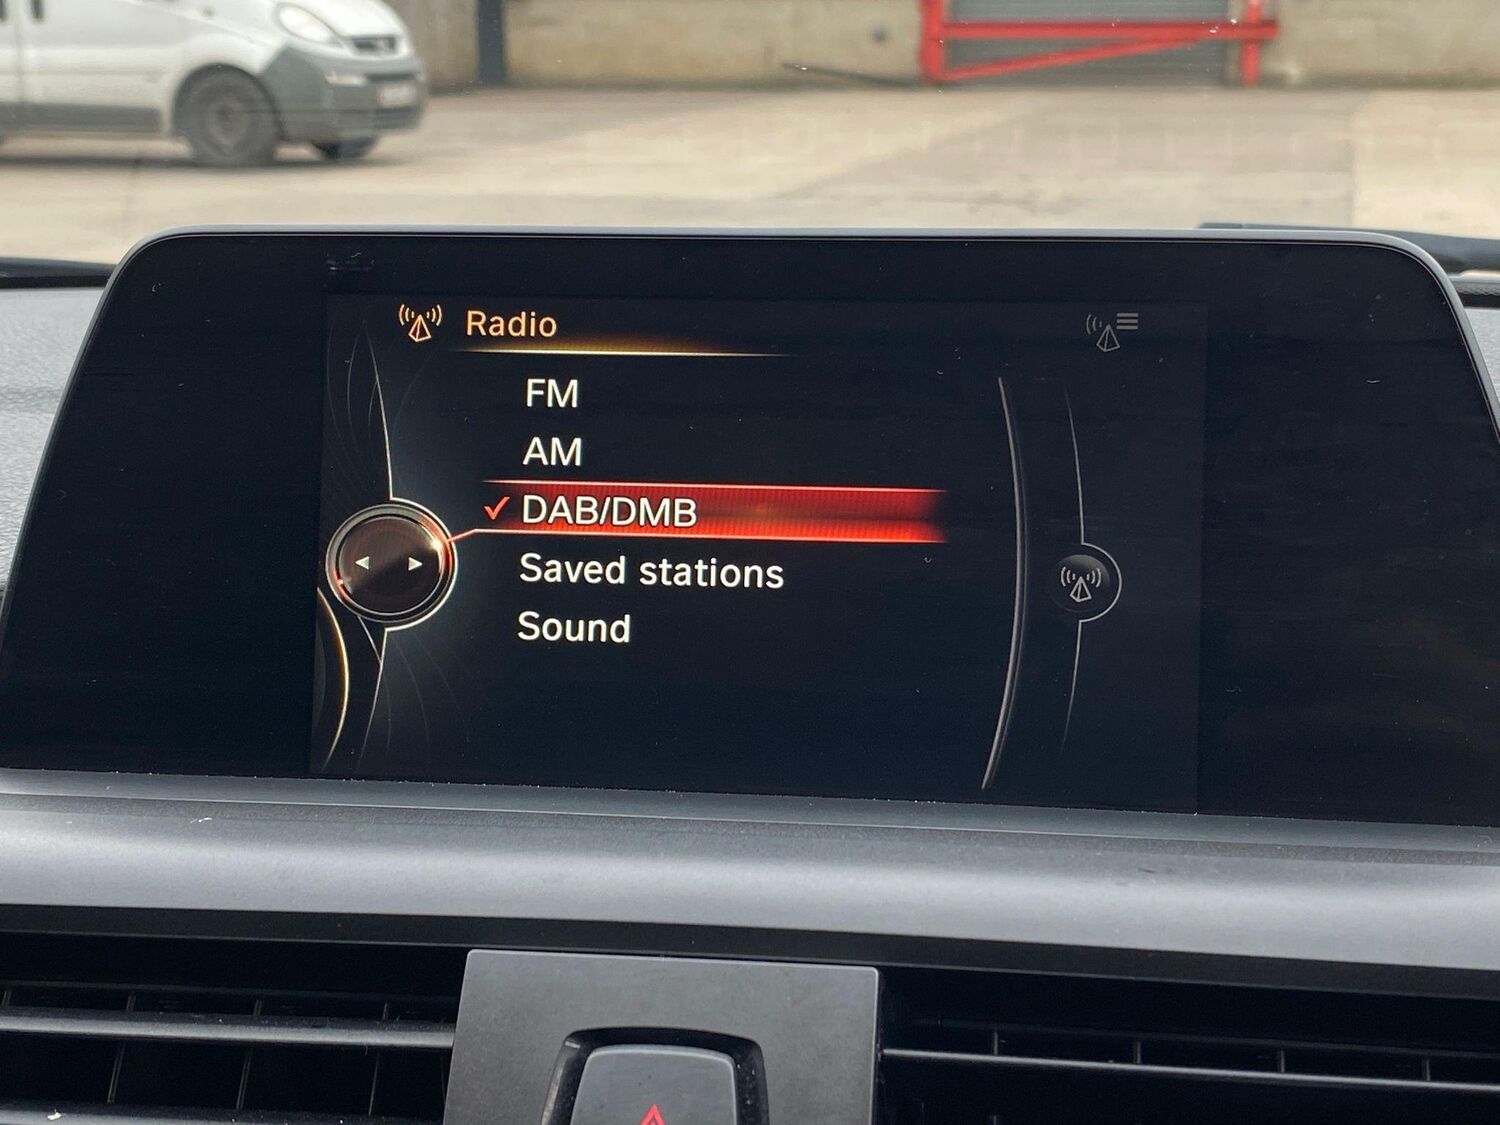 Radio
FM
AM
✓ DAB/DMB
Saved stations
Sound